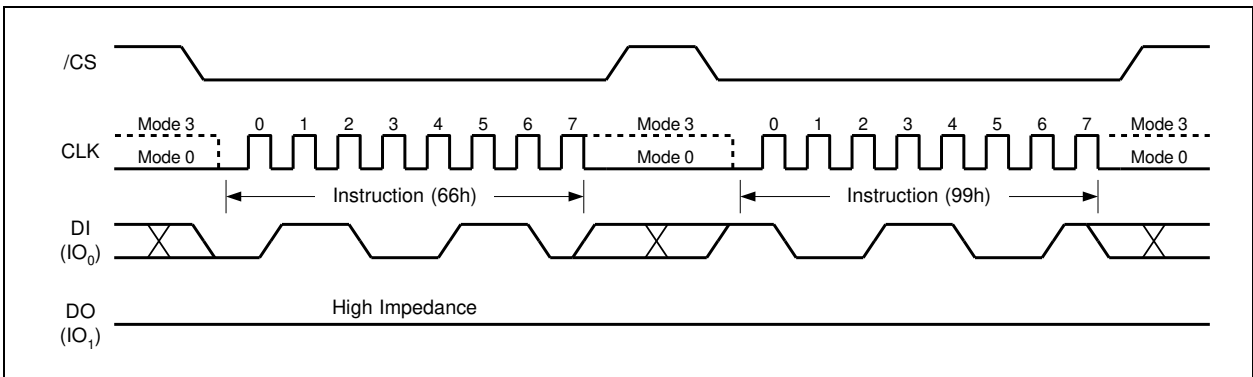 /CS
Mode 3 0 1 2 3 4 5 6 7 Mode 3 0 1 2 3 4 5 6 7 Mode 3
CLK
Mode 0 Mode 0 Mode 0
Instruction (66h) Instruction (99h)
DI
(IO0)
DO
(IO1)
High Impedance